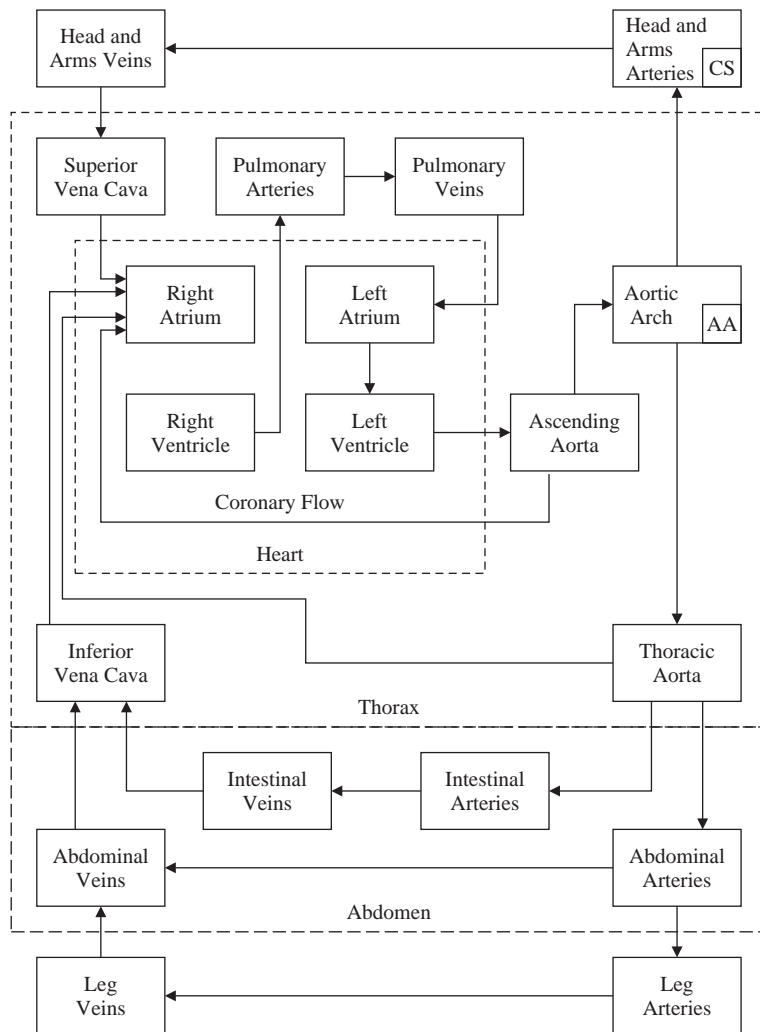 Head and
Arms Veins
Head and
Arms
Arteries
CS
Superior
Vena Cava
Pulmonary
Arteries
Pulmonary
Veins
Right
Atrium
Left
Atrium
Aortic
Arch
AA
Right
Ventricle
Left
Ventricle
Ascending
Aorta
Coronary Flow
Heart
Inferior
Vena Cava
Thoracic
Aorta
Thorax
Intestinal
Veins
Intestinal
Arteries
Abdominal
Veins
Abdominal
Arteries
Abdomen
Leg
Veins
Leg
Arteries